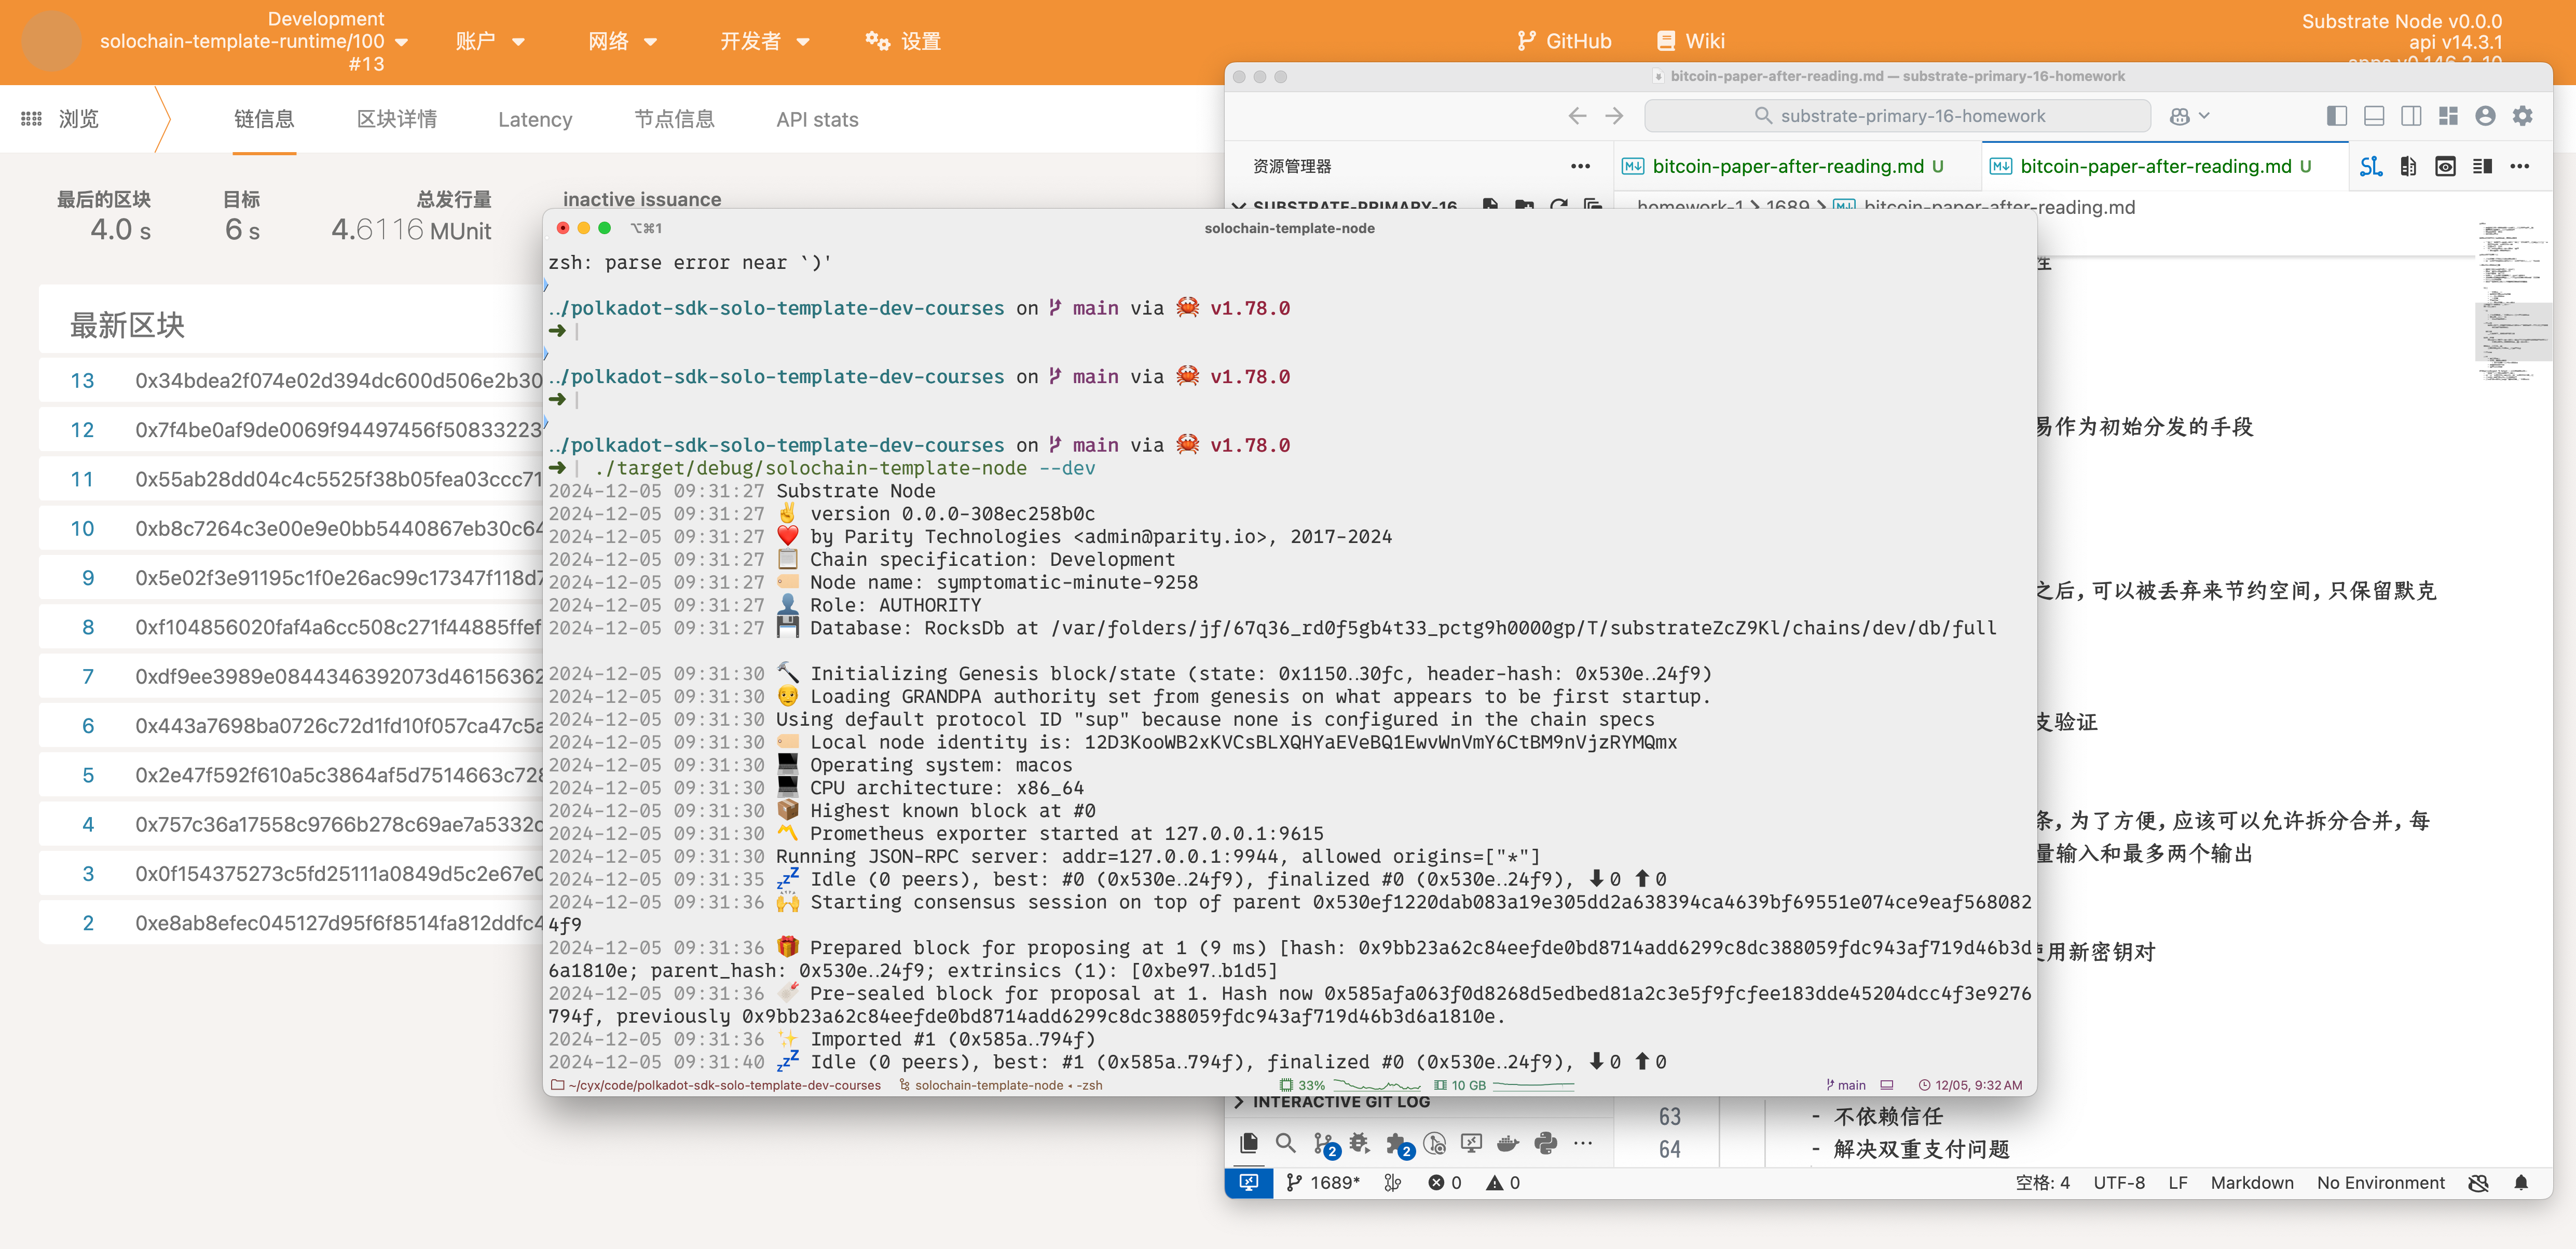 Development
solochain-template-runtime/100
#13
账户
网络
开发者
设置
GitHub
Wiki
Substrate Node v0.0.0
api v14.3.1
浏览
链信息
区块详情
Latency
节点信息
API stats
最后的区块
4.0 s
目标
6 s
总发行量
4.6116 MUnit
inactive issuance
最新区块
13 0x34bdea2f074e02d394dc600d506e2b30
12 0x7f4be0af9de0069f94497456f50833223
11 0x55ab28dd04c4c5525f38b05fea03ccc71
10 0xb8c7264c3e00e9e0bb5440867eb30c64
9 0x5e02f3e91195c1f0e26ac99c17347f118d7
8 0xf104856020faf4a6cc508c271f44885ffef
7 0xdf9ee3989e0844346392073d46156362
6 0x443a7698ba0726c72d1fd10f057ca47c5a
5 0x2e47f592f610a5c3864af5d7514663c728
4 0x757c36a17558c9766b278c69ae7a5332c
3 0x0f154375273c5fd25111a0849d5c2e67e0
2 0xe8ab8efec045127d95f6f8514fa812ddfc4
bitcoin-paper-after-reading.md — substrate-primary-16-homework
substrate-primary-16-homework
资源管理器
bitcoin-paper-after-reading.md U
bitcoin-paper-after-reading.md U
SUBSTRATE-PRIMARY-16
homework-1 > 1689 > bitcoin-paper-after-reading.md
⌥⌘1
solochain-template-node
zsh: parse error near `)'
../polkadot-sdk-solo-template-dev-courses on main via 🦀 v1.78.0
➜ |
../polkadot-sdk-solo-template-dev-courses on main via 🦀 v1.78.0
➜ |
../polkadot-sdk-solo-template-dev-courses on main via 🦀 v1.78.0
➜ | ./target/debug/solochain-template-node --dev
2024-12-05 09:31:27 Substrate Node
2024-12-05 09:31:27 ✌️ version 0.0.0-308ec258b0c
2024-12-05 09:31:27 ❤️ by Parity Technologies <admin@parity.io>, 2017-2024
2024-12-05 09:31:27 📋 Chain specification: Development
2024-12-05 09:31:27 🏷 Node name: symptomatic-minute-9258
2024-12-05 09:31:27 👤 Role: AUTHORITY
2024-12-05 09:31:27 💾 Database: RocksDb at /var/folders/jf/67q36_rd0f5gb4t33_pctg9h0000gp/T/substrateZcZ9Kl/chains/dev/db/full
2024-12-05 09:31:30 🔨 Initializing Genesis block/state (state: 0x1150..30fc, header-hash: 0x530e..24f9)
2024-12-05 09:31:30 👴 Loading GRANDPA authority set from genesis on what appears to be first startup.
2024-12-05 09:31:30 Using default protocol ID "sup" because none is configured in the chain specs
2024-12-05 09:31:30 🏷 Local node identity is: 12D3KooWB2xKVCsBLXQHYaEVeBQ1EwvWnVmY6CtBM9nVjzRYMQmx
2024-12-05 09:31:30 💻 Operating system: macos
2024-12-05 09:31:30 💻 CPU architecture: x86_64
2024-12-05 09:31:30 📦 Highest known block at #0
2024-12-05 09:31:30 〽️ Prometheus exporter started at 127.0.0.1:9615
2024-12-05 09:31:30 Running JSON-RPC server: addr=127.0.0.1:9944, allowed origins=["*"]
2024-12-05 09:31:35 💤 Idle (0 peers), best: #0 (0x530e..24f9), finalized #0 (0x530e..24f9), ⬇ 0 ⬆ 0
2024-12-05 09:31:36 🙌 Starting consensus session on top of parent 0x530ef1220dab083a19e305dd2a638394ca4639bf69551e074ce9eaf568082
4f9
2024-12-05 09:31:36 🎁 Prepared block for proposing at 1 (9 ms) [hash: 0x9bb23a62c84eefde0bd8714add6299c8dc388059fdc943af719d46b3d
6a1810e; parent_hash: 0x530e..24f9; extrinsics (1): [0xbe97..b1d5]
2024-12-05 09:31:36 🔖 Pre-sealed block for proposal at 1. Hash now 0x585afa063f0d8268d5edbed81a2c3e5f9fcfee183dde45204dcc4f3e9276
794f, previously 0x9bb23a62c84eefde0bd8714add6299c8dc388059fdc943af719d46b3d6a1810e.
2024-12-05 09:31:36 ✨ Imported #1 (0x585a..794f)
2024-12-05 09:31:40 💤 Idle (0 peers), best: #1 (0x585a..794f), finalized #0 (0x530e..24f9), ⬇ 0 ⬆ 0
~/cyx/code/polkadot-sdk-solo-template-dev-courses
solochain-template-node ◂ -zsh
33%
10 GB
main
12/05, 9:32 AM
性
易作为初始分发的手段
之后,可以被丢弃来节约空间,只保留默克
支验证
条,为了方便,应该可以允许拆分合并,每
量输入和最多两个输出
使用新密钥对
INTERACTIVE GIT LOG
63 - 不依赖信任
64 - 解决双重支付问题
2
2
1689*
0
0
空格: 4
UTF-8
LF
Markdown
No Environment